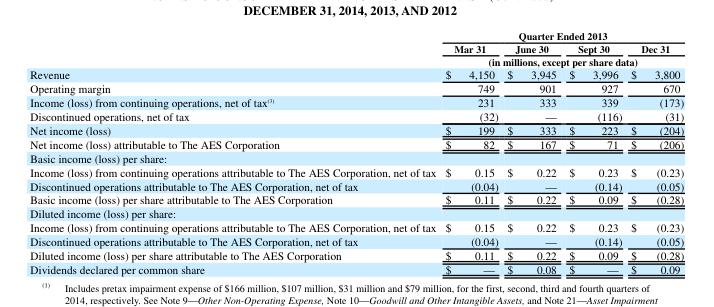 DECEMBER 31, 2014, 2013, AND 2012
Quarter Ended 2013
Mar 31 June 30 Sept 30 Dec 31
(in millions, except per share data)
Revenue $ 4,150 $ 3,945 $ 3,996 $ 3,800
Operating margin 749 901 927 670
Income (loss) from continuing operations, net of tax(3) 231 333 339 (173)
Discontinued operations, net of tax (32) — (116) (31)
Net income (loss) $ 199 $ 333 $ 223 $ (204)
Net income (loss) attributable to The AES Corporation $ 82 $ 167 $ 71 $ (206)
Basic income (loss) per share:
Income (loss) from continuing operations attributable to The AES Corporation, net of tax $ 0.15 $ 0.22 $ 0.23 $ (0.23)
Discontinued operations attributable to The AES Corporation, net of tax (0.04) — (0.14) (0.05)
Basic income (loss) per share attributable to The AES Corporation $ 0.11 $ 0.22 $ 0.09 $ (0.28)
Diluted income (loss) per share:
Income (loss) from continuing operations attributable to The AES Corporation, net of tax $ 0.15 $ 0.22 $ 0.23 $ (0.23)
Discontinued operations attributable to The AES Corporation, net of tax (0.04) — (0.14) (0.05)
Diluted income (loss) per share attributable to The AES Corporation $ 0.11 $ 0.22 $ 0.09 $ (0.28)
Dividends declared per common share $ — $ 0.08 $ — $ 0.09
(1) Includes pretax impairment expense of $166 million, $107 million, $31 million and $79 million, for the first, second, third and fourth quarters of
2014, respectively. See Note 9—Other Non-Operating Expense, Note 10—Goodwill and Other Intangible Assets, and Note 21—Asset Impairment